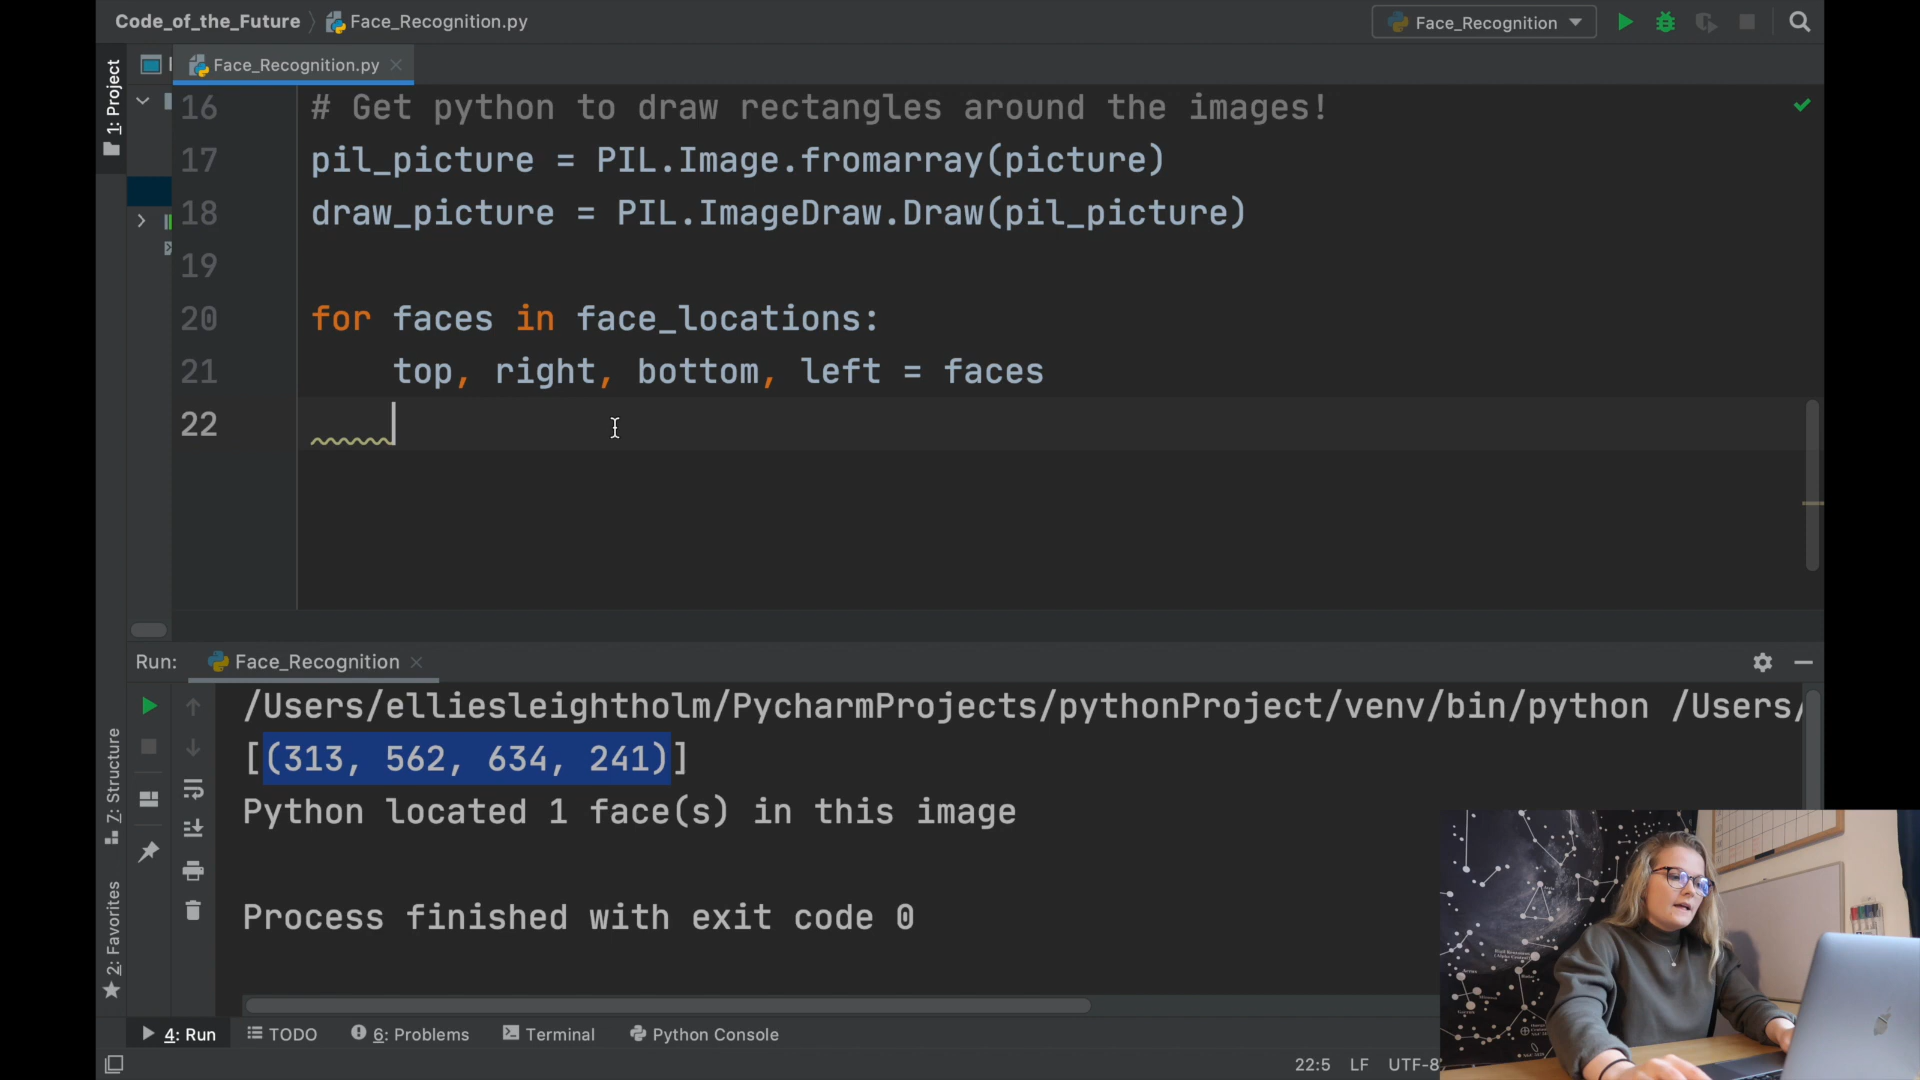 Code_of_the_Future
Face_Recognition.py
Face_Recognition
1: Project
Face_Recognition.py
16 # Get python to draw rectangles around the images!
17 pil_picture = PIL.Image.fromarray(picture)
18 draw_picture = PIL.ImageDraw.Draw(pil_picture)
19
20 for faces in face_locations:
21 top, right, bottom, left = faces
22
Run: Face_Recognition
/Users/elliesleightholm/PycharmProjects/pythonProject/venv/bin/python /Users/
[(313, 562, 634, 241)]
Python located 1 face(s) in this image
Process finished with exit code 0
7: Structure
2: Favorites
4: Run
TODO
6: Problems
Terminal
Python Console
22:5 LF UTF-8